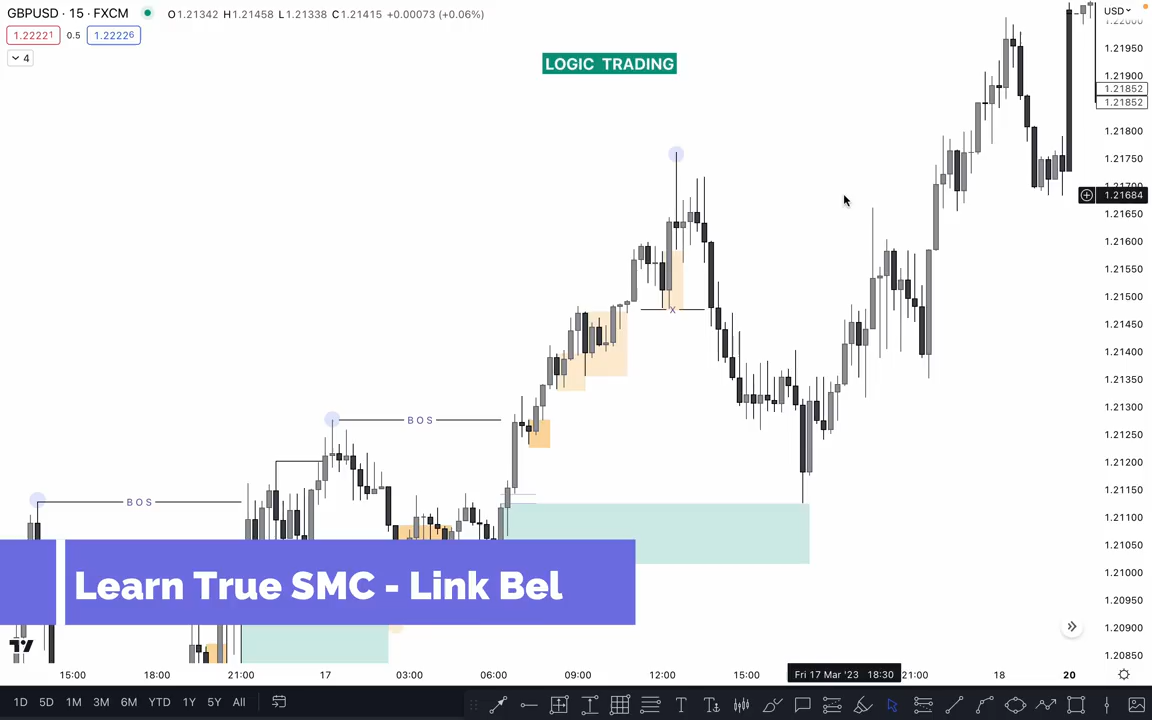 GBPUSD · 15 · FXCM O1.21342 H1.21458 L1.21338 C1.21415 +0.00073 (+0.06%)
USD
1.22221 0.5 1.22226
4
LOGIC TRADING
1.22000
1.21950
1.21900
1.21852
1.21852
1.21800
1.21750
1.21700
1.21684
1.21650
1.21600
1.21550
1.21500
X
1.21450
1.21400
1.21350
1.21300
BOS
1.21250
1.21200
1.21150
BOS
1.21100
1.21050
1.21000
Learn True SMC - Link Bel
1.20950
1.20900
1.20850
15:00 18:00 21:00 17 03:00 06:00 09:00 12:00 15:00 Fri 17 Mar '23 18:30 21:00 18 20
1D 5D 1M 3M 6M YTD 1Y 5Y All